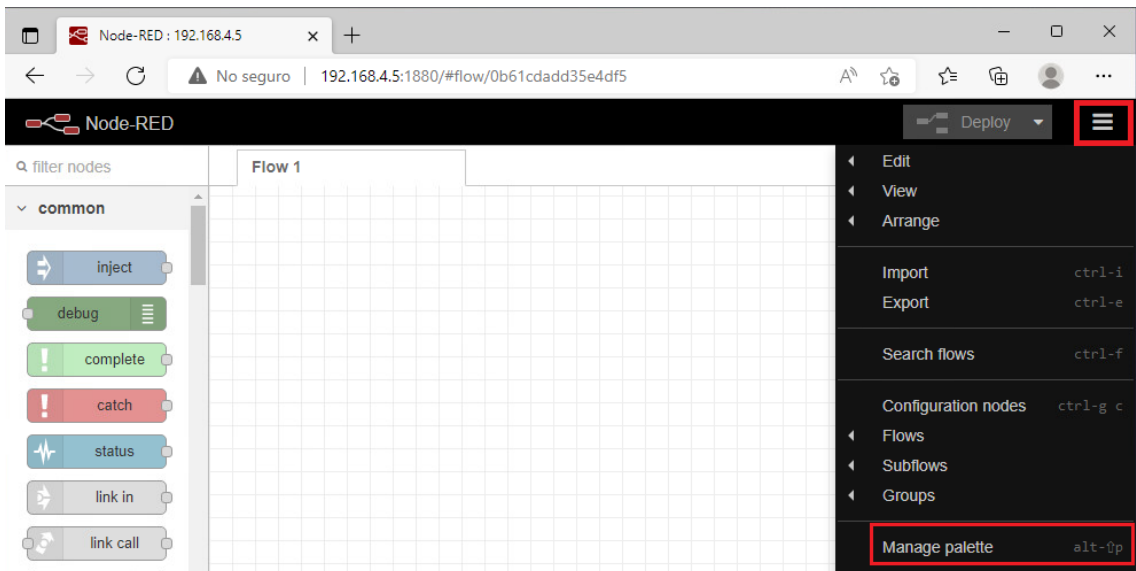 Node-RED : 192.168.4.5
No seguro | 192.168.4.5:1880/#flow/0b61cdadd35e4df5
Node-RED
Deploy
filter nodes
Flow 1
common
inject
debug
complete
catch
status
link in
link call
Edit
View
Arrange
Import ctrl-i
Export ctrl-e
Search flows ctrl-f
Configuration nodes ctrl-g c
Flows
Subflows
Groups
Manage palette alt-⇧p